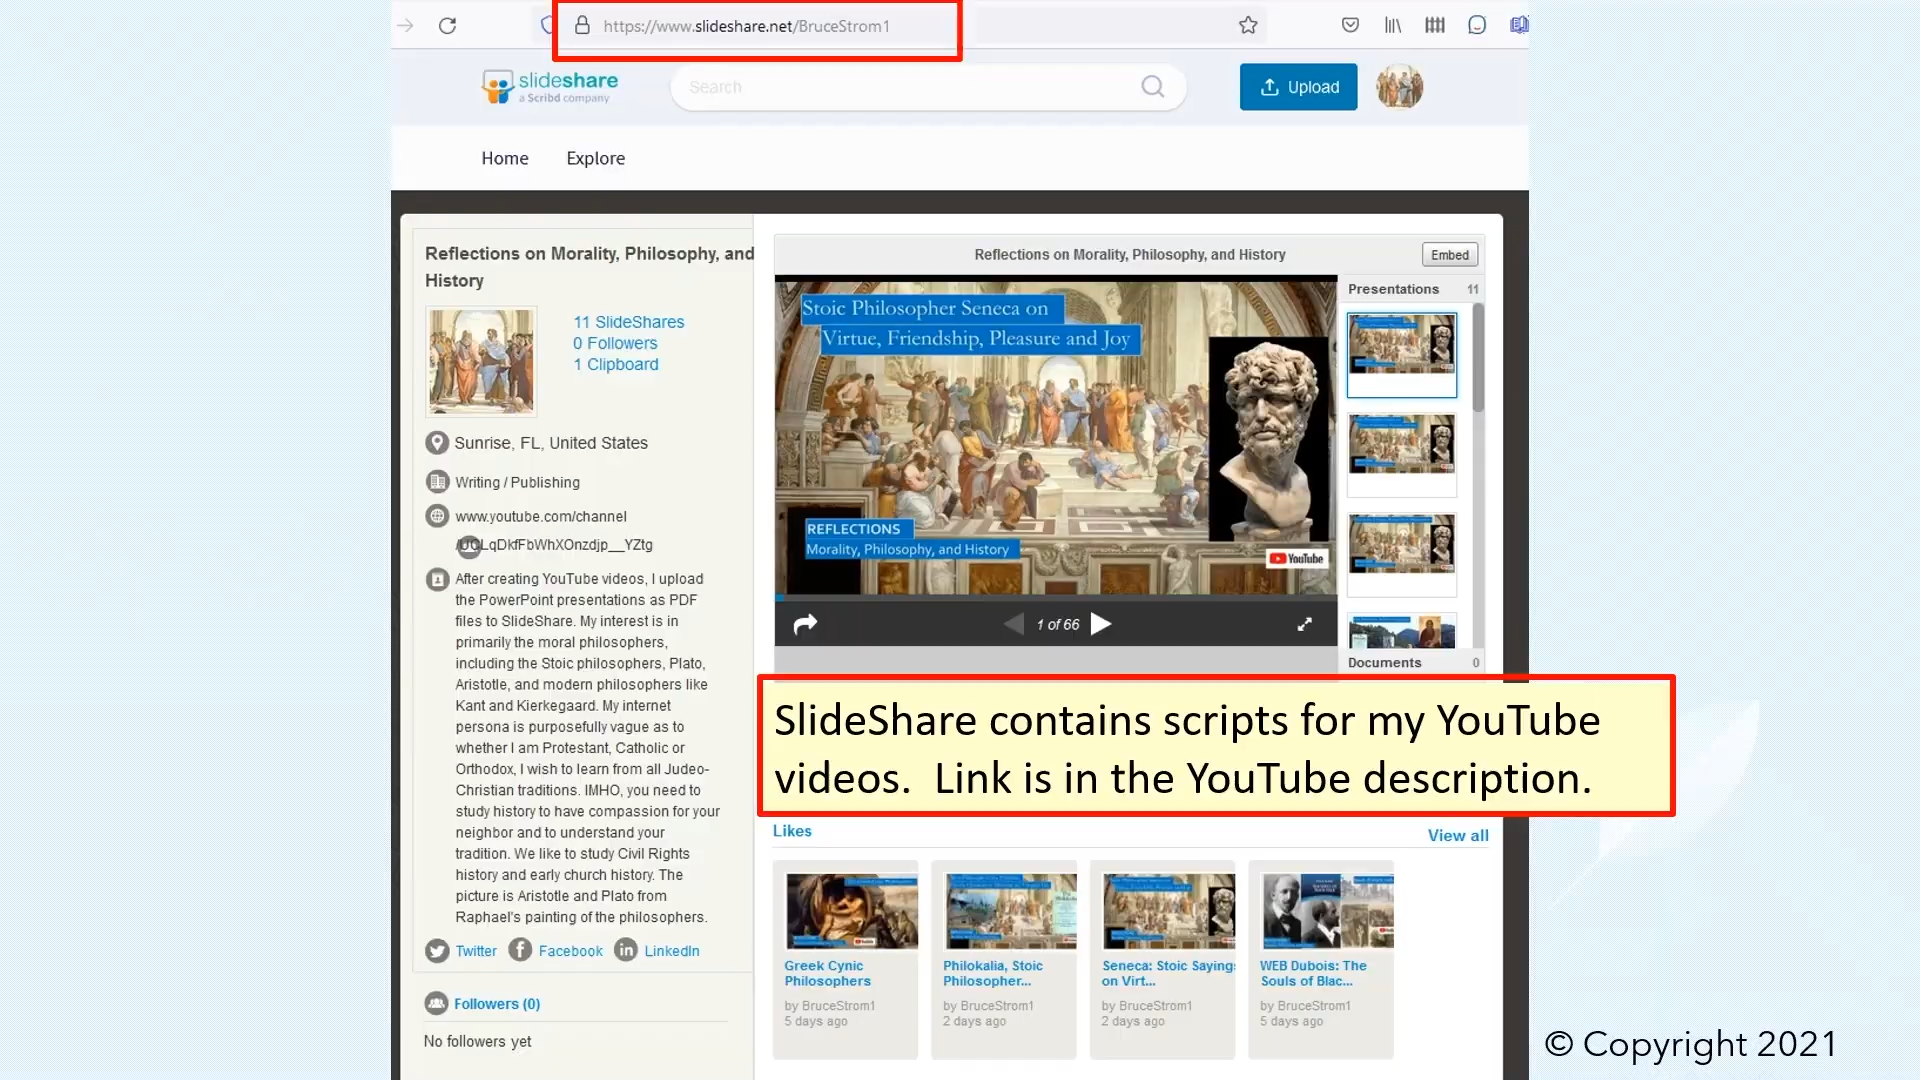 https://www.slideshare.net/BruceStrom1
slideshare
a Scribd company
Search
Upload
Home
Explore
Reflections on Morality, Philosophy, and
History
11 SlideShares
0 Followers
1 Clipboard
Sunrise, FL, United States
Writing / Publishing
www.youtube.com/channel
/UCLqDkfFbWhXOnzdjp__YZtg
After creating YouTube videos, I upload
the PowerPoint presentations as PDF
files to SlideShare. My interest is in
primarily the moral philosophers,
including the Stoic philosophers, Plato,
Aristotle, and modern philosophers like
Kant and Kierkegaard. My internet
persona is purposefully vague as to
whether I am Protestant, Catholic or
Orthodox, I wish to learn from all Judeo-
Christian traditions. IMHO, you need to
study history to have compassion for your
neighbor and to understand your
tradition. We like to study Civil Rights
history and early church history. The
picture is Aristotle and Plato from
Raphael's painting of the philosophers.
Twitter
Facebook
LinkedIn
Followers (0)
No followers yet
Reflections on Morality, Philosophy, and History
Embed
Stoic Philosopher Seneca on
Virtue, Friendship, Pleasure and Joy
REFLECTIONS
Morality, Philosophy, and History
YouTube
1 of 66
Presentations 11
Documents 0
SlideShare contains scripts for my YouTube
videos. Link is in the YouTube description.
Likes
View all
Greek Cynic
Philosophers
by BruceStrom1
5 days ago
Philokalia, Stoic
Philosopher...
by BruceStrom1
2 days ago
Seneca: Stoic Sayings
on Virt...
by BruceStrom1
2 days ago
WEB Dubois: The
Souls of Blac...
by BruceStrom1
5 days ago
© Copyright 2021